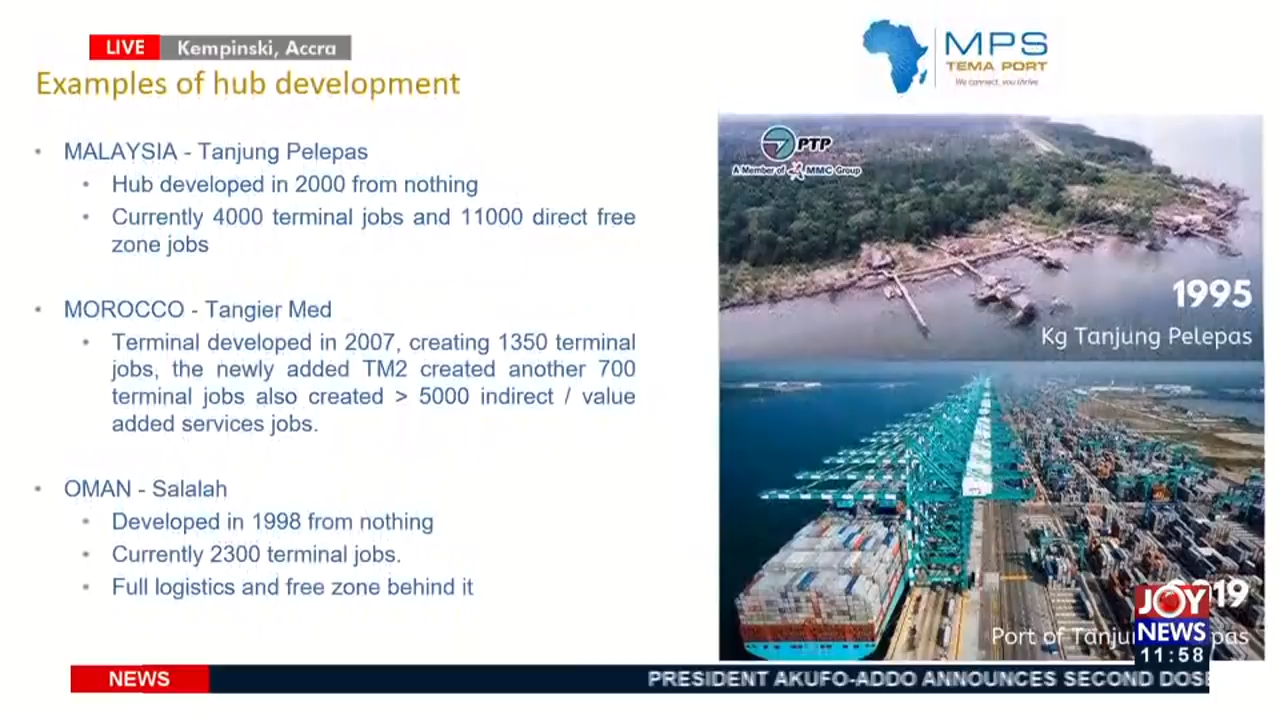 LIVE Kempinski, Accra
Examples of hub development
MPS
TEMA PORT
We connect, you thrive
• MALAYSIA - Tanjung Pelepas
• Hub developed in 2000 from nothing
• Currently 4000 terminal jobs and 11000 direct free
zone jobs
• MOROCCO - Tangier Med
• Terminal developed in 2007, creating 1350 terminal
jobs, the newly added TM2 created another 700
terminal jobs also created > 5000 indirect / value
added services jobs.
• OMAN - Salalah
• Developed in 1998 from nothing
• Currently 2300 terminal jobs.
• Full logistics and free zone behind it
PTP
A Member of MMC Group
1995
Kg Tanjung Pelepas
19
Port of Tanju pas
JOY
NEWS
11:58
NEWS PRESIDENT AKUFO-ADDO ANNOUNCES SECOND DOSE